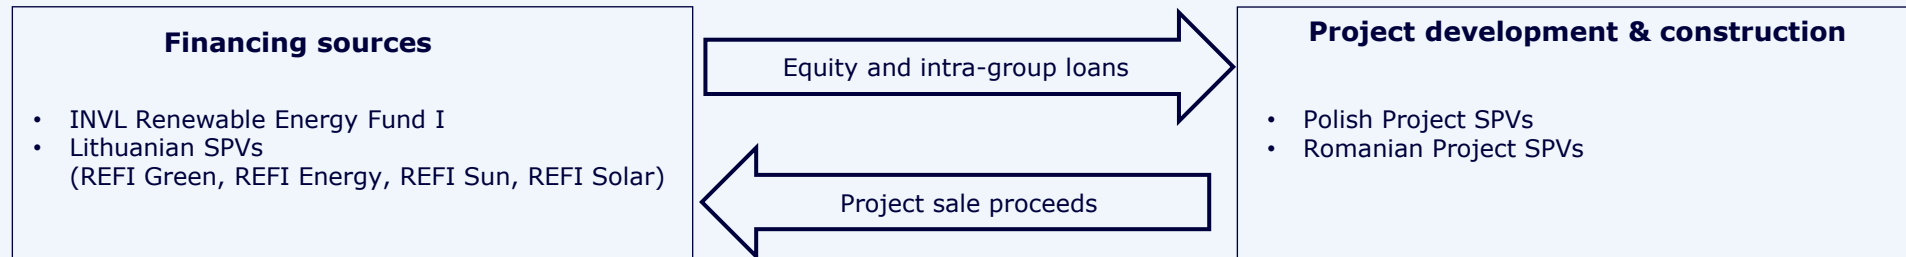 Financing sources
• INVL Renewable Energy Fund I
• Lithuanian SPVs
(REFI Green, REFI Energy, REFI Sun, REFI Solar)
Equity and intra-group loans
Project sale proceeds
Project development & construction
• Polish Project SPVs
• Romanian Project SPVs